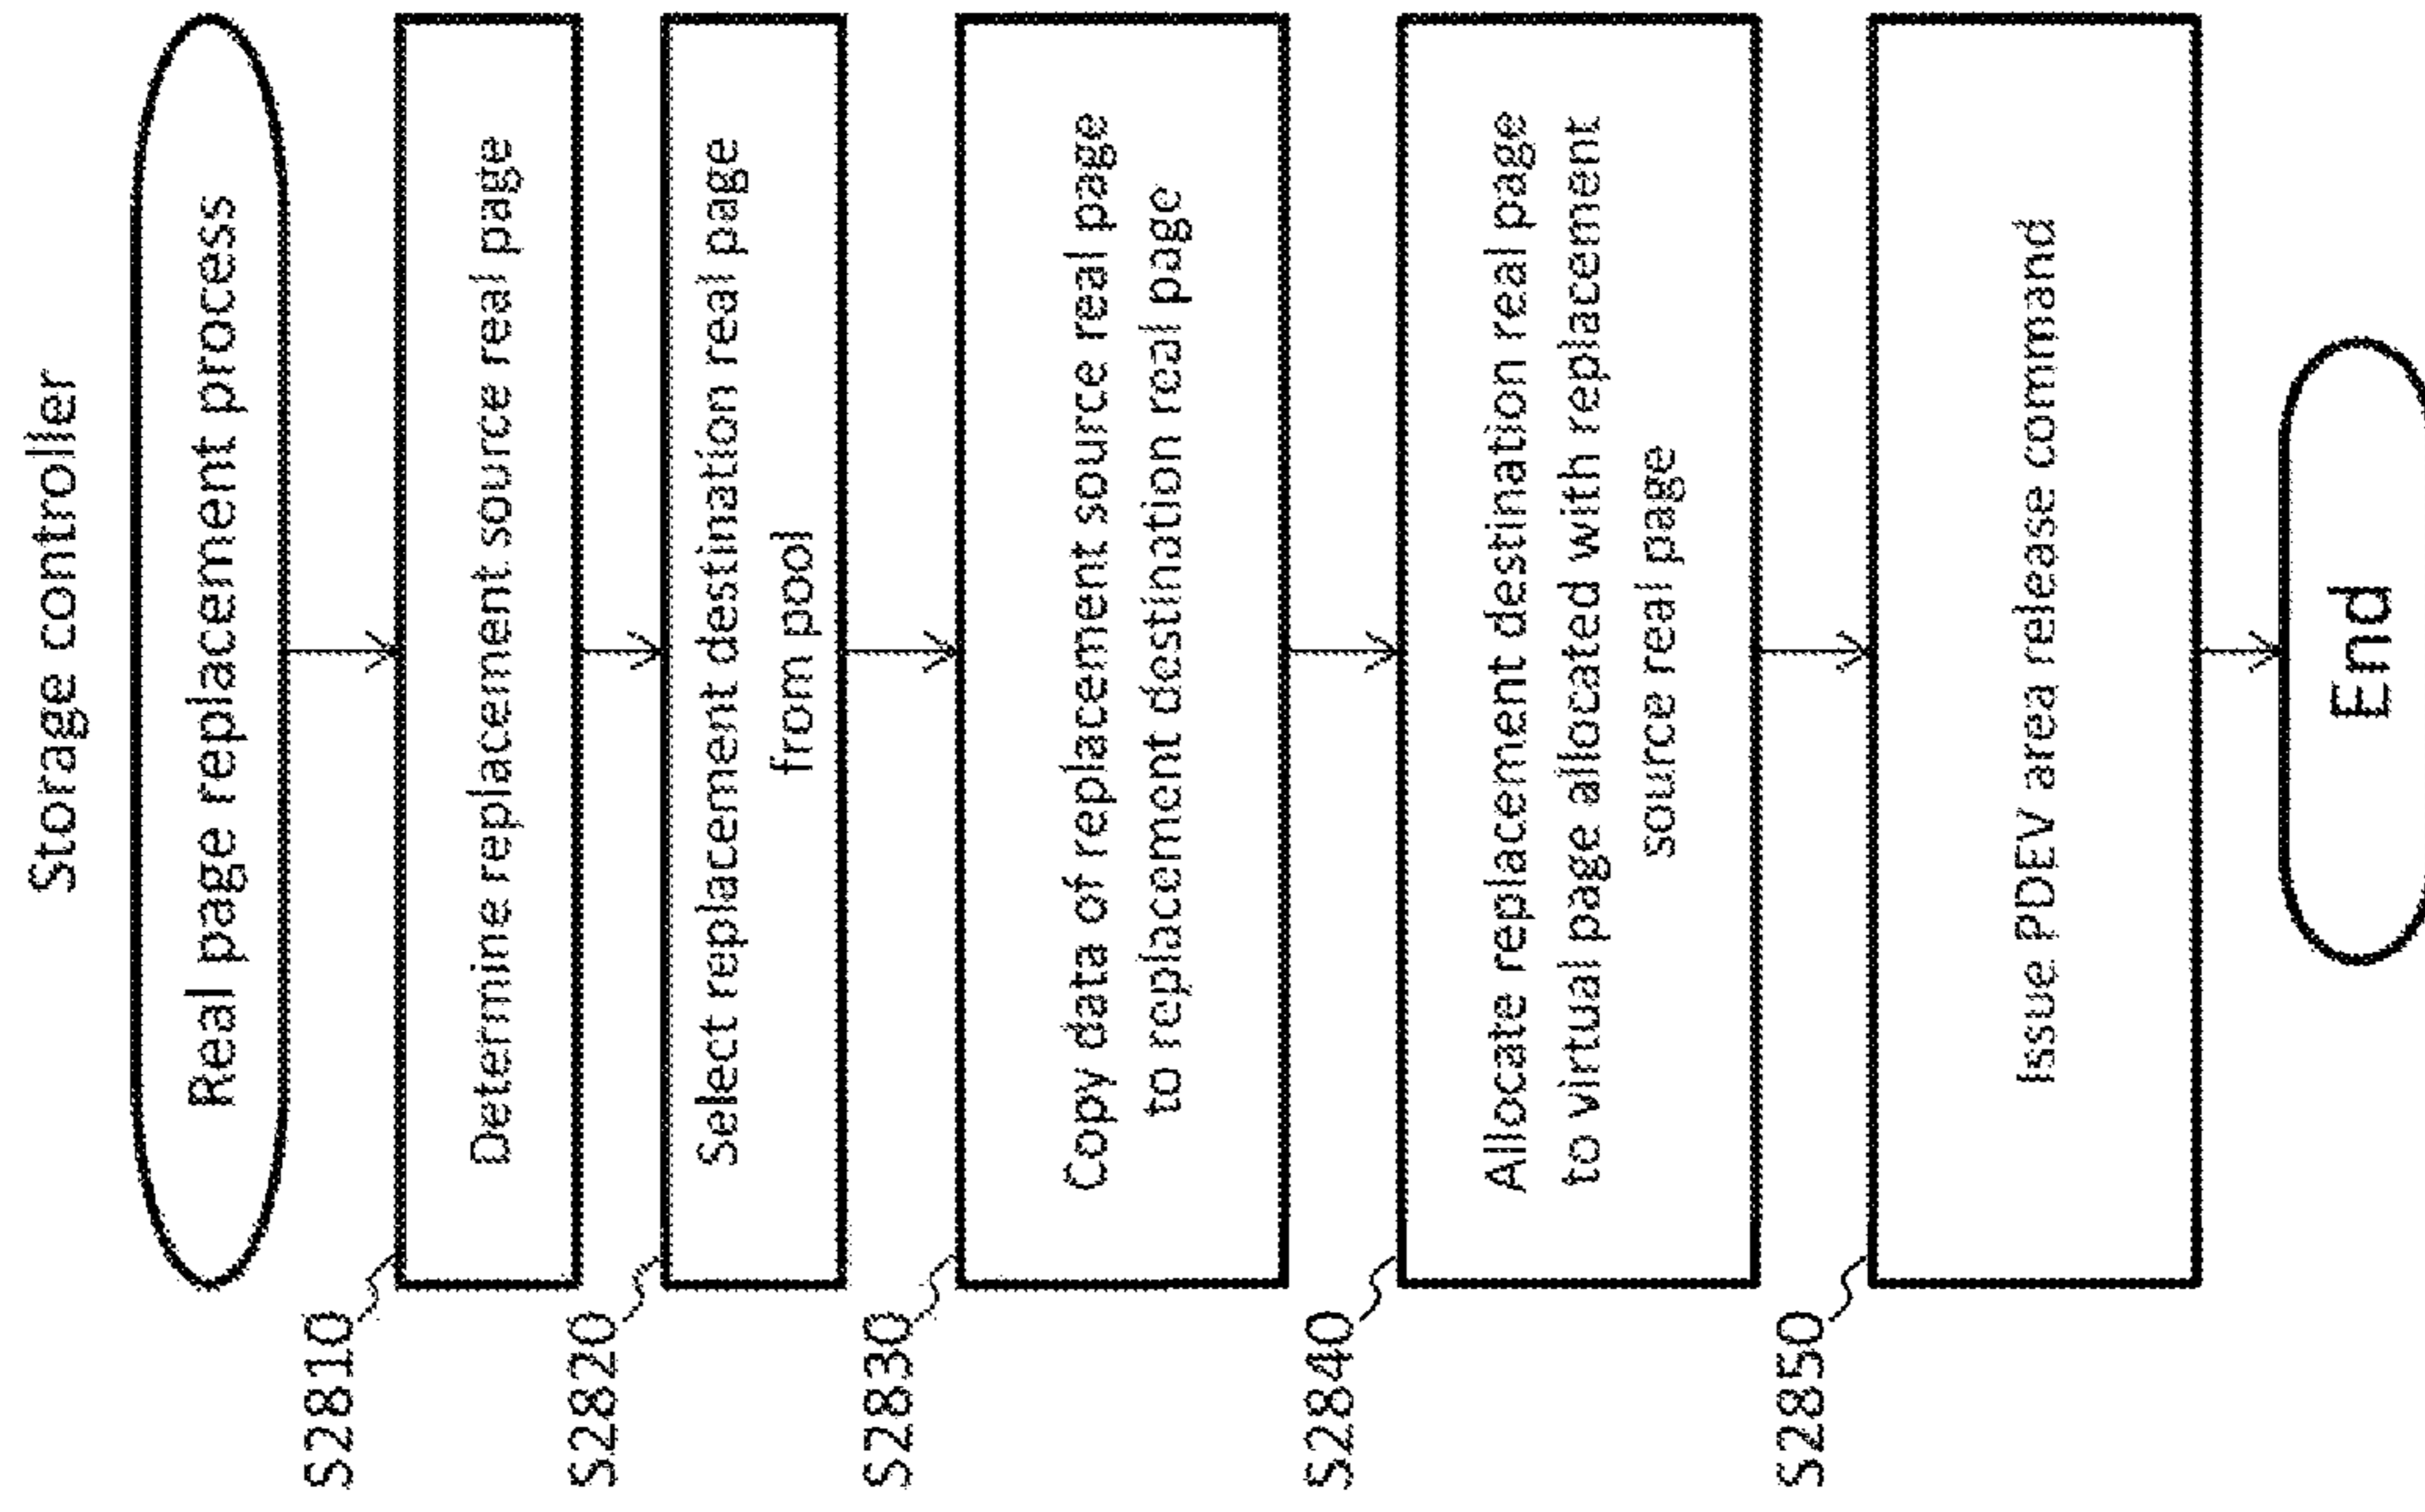 Storage controller
Real page replacement process
S2810
Determine replacement source real page
S2820
Select replacement destination real page
from pool
S2830
Copy data of replacement source real page
to replacement destination real page
S2840
Allocate replacement destination real page
to virtual page allocated with replacement
source real page
S2850
Issue PDEV area release command
End